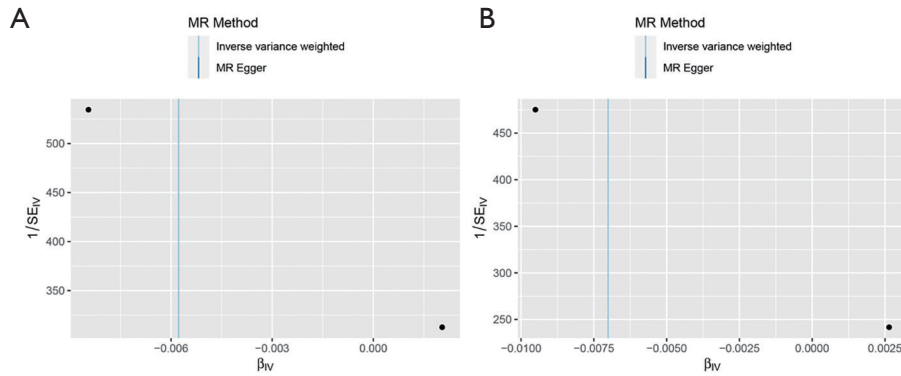 A
MR Method
Inverse variance weighted
MR Egger
500
450
400
350
1/SE_IV
−0.006
−0.003
0.000
β_IV
B
MR Method
Inverse variance weighted
MR Egger
450
400
350
300
250
1/SE_IV
−0.0100
−0.0075
−0.0050
−0.0025
0.0000
0.0025
β_IV